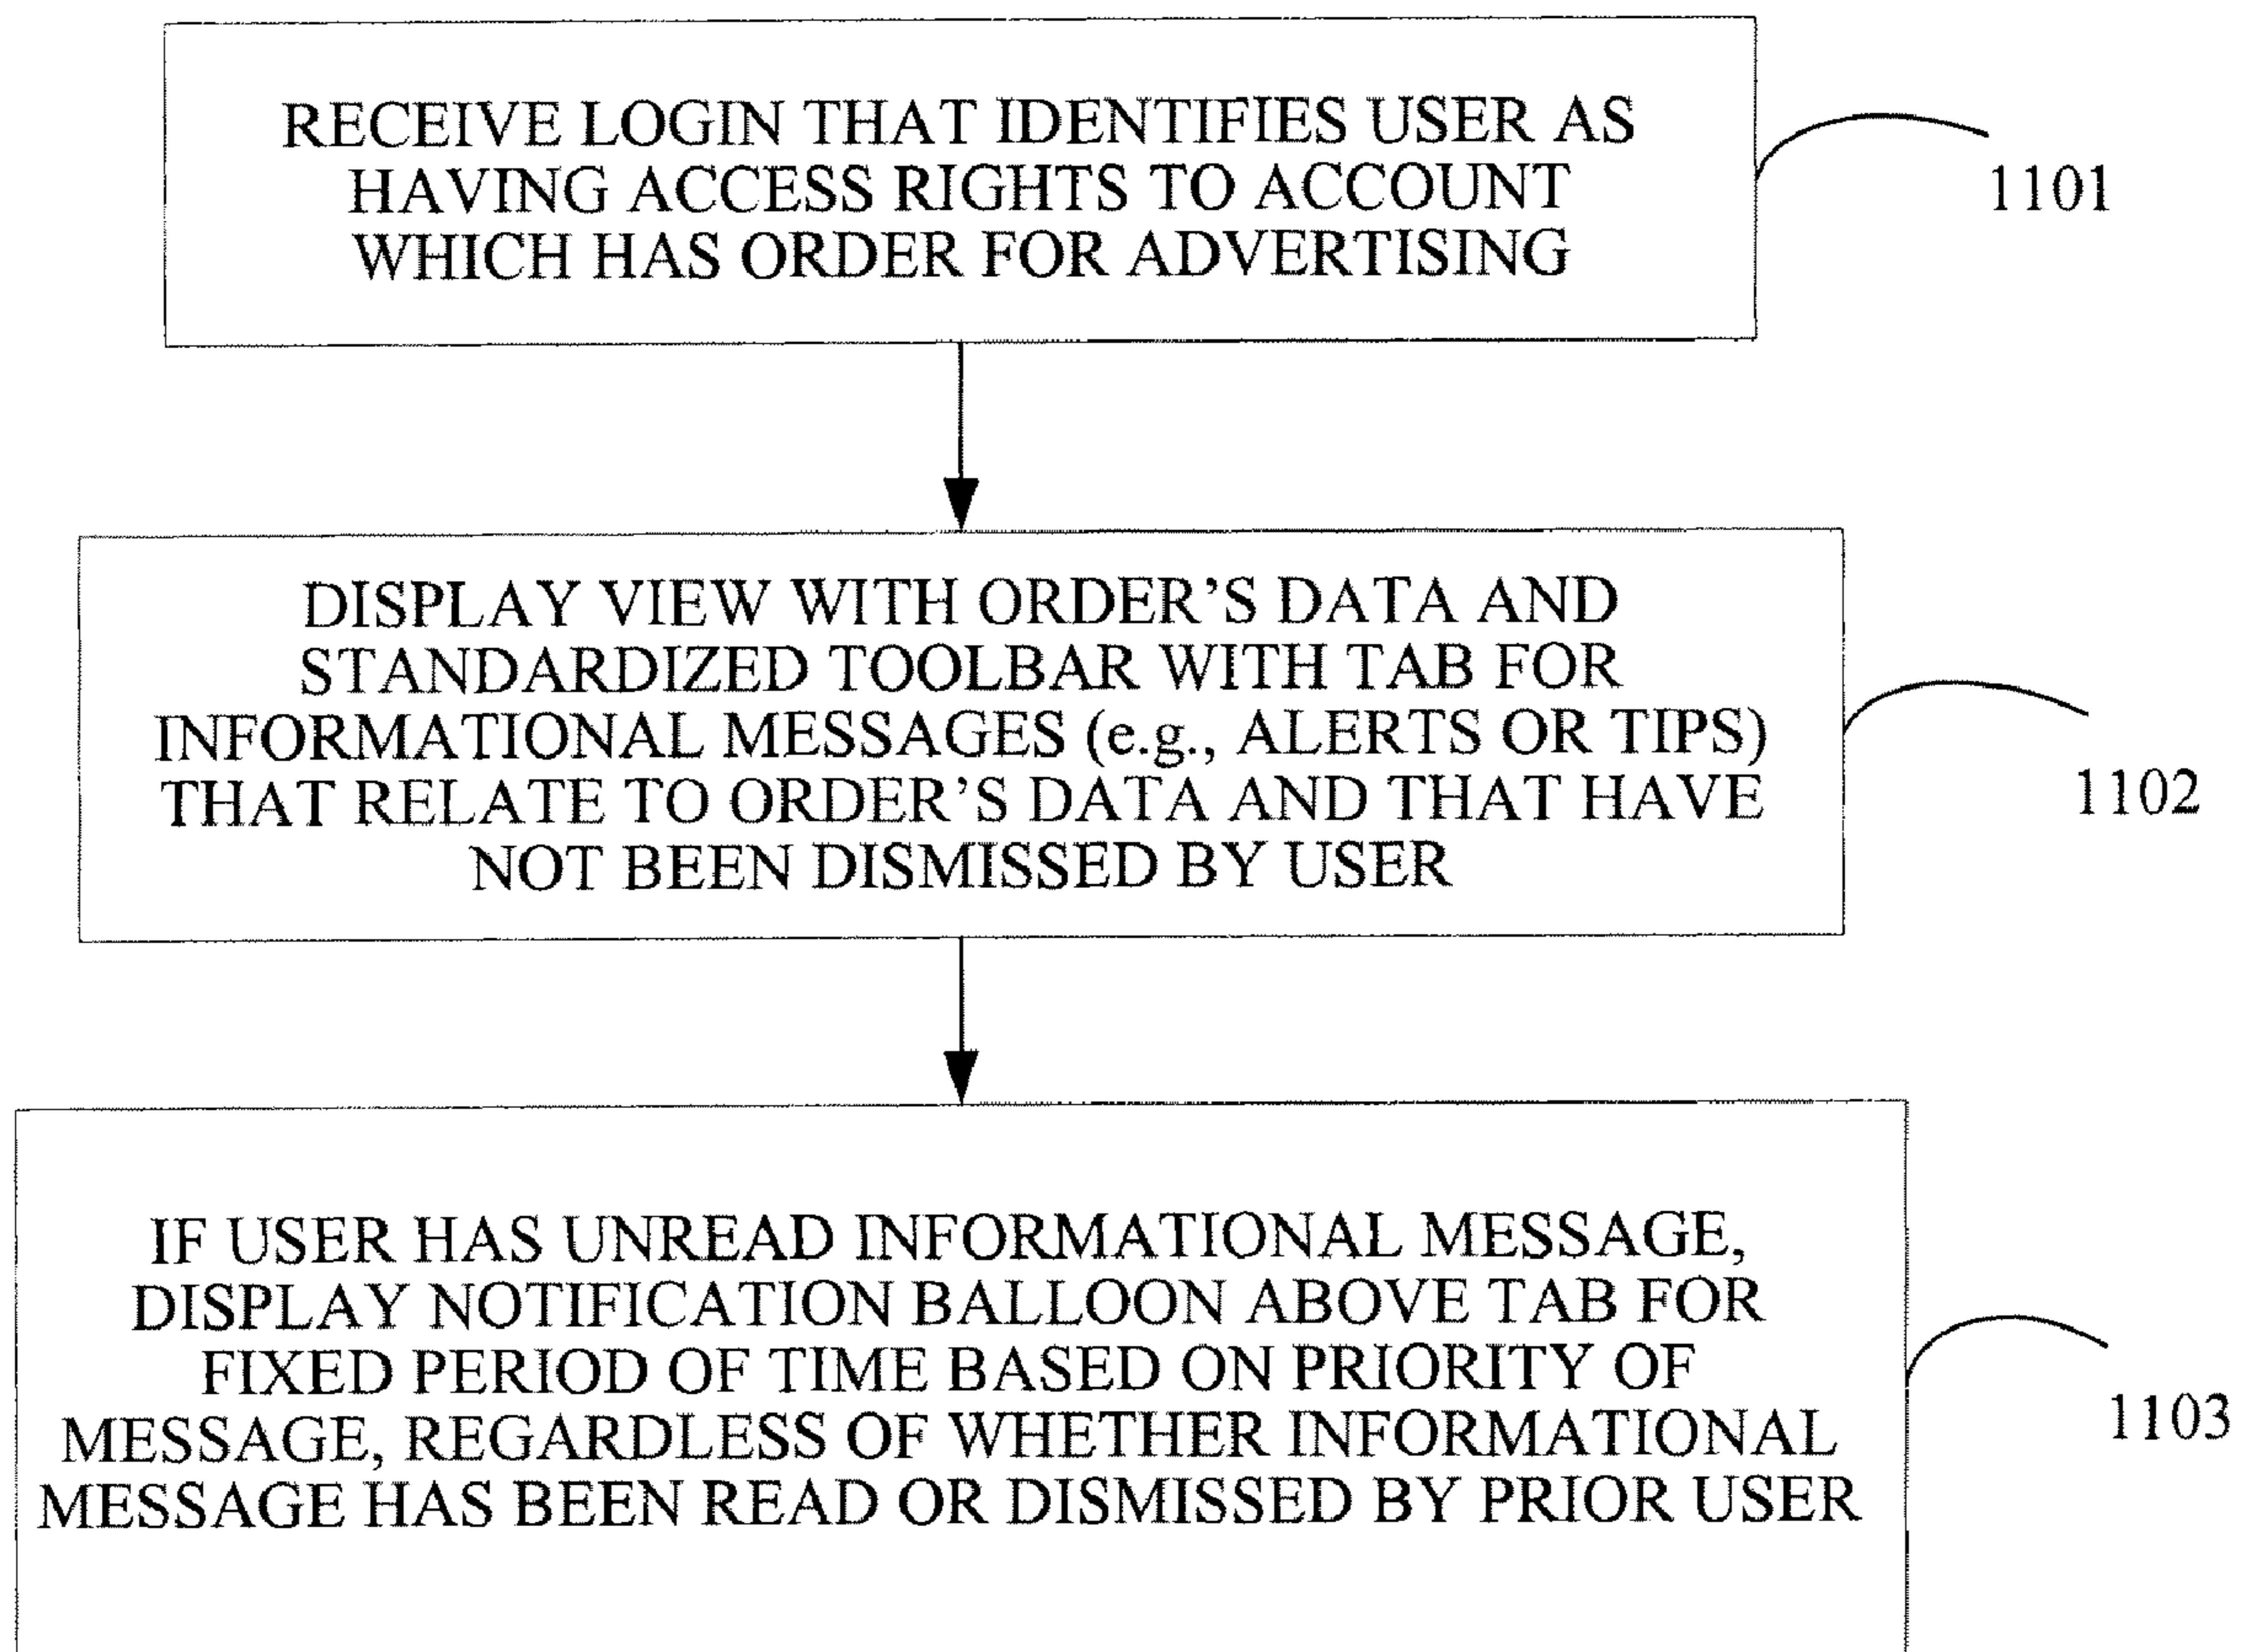 RECEIVE LOGIN THAT IDENTIFIES USER AS
HAVING ACCESS RIGHTS TO ACCOUNT
WHICH HAS ORDER FOR ADVERTISING
1101
DISPLAY VIEW WITH ORDER’S DATA AND
STANDARDIZED TOOLBAR WITH TAB FOR
INFORMATIONAL MESSAGES (e.g., ALERTS OR TIPS)
THAT RELATE TO ORDER’S DATA AND THAT HAVE
NOT BEEN DISMISSED BY USER
1102
IF USER HAS UNREAD INFORMATIONAL MESSAGE,
DISPLAY NOTIFICATION BALLOON ABOVE TAB FOR
FIXED PERIOD OF TIME BASED ON PRIORITY OF
MESSAGE, REGARDLESS OF WHETHER INFORMATIONAL
MESSAGE HAS BEEN READ OR DISMISSED BY PRIOR USER
1103